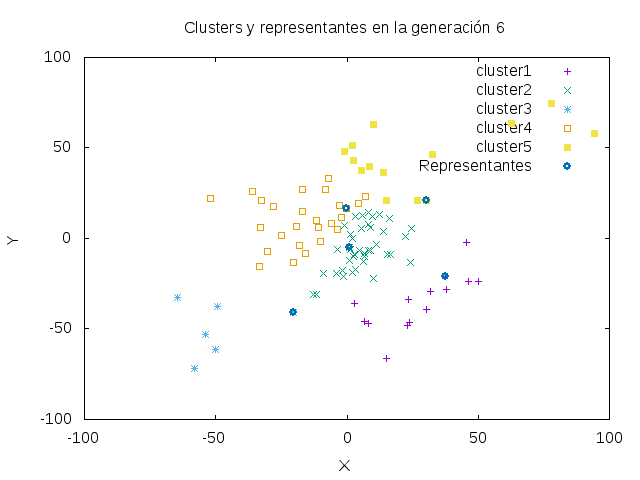 Clusters y representantes en la generación 6
100
50
0
-50
-100
-100
-50
0
50
100
Y
X
cluster1
cluster2
cluster3
cluster4
cluster5
Representantes